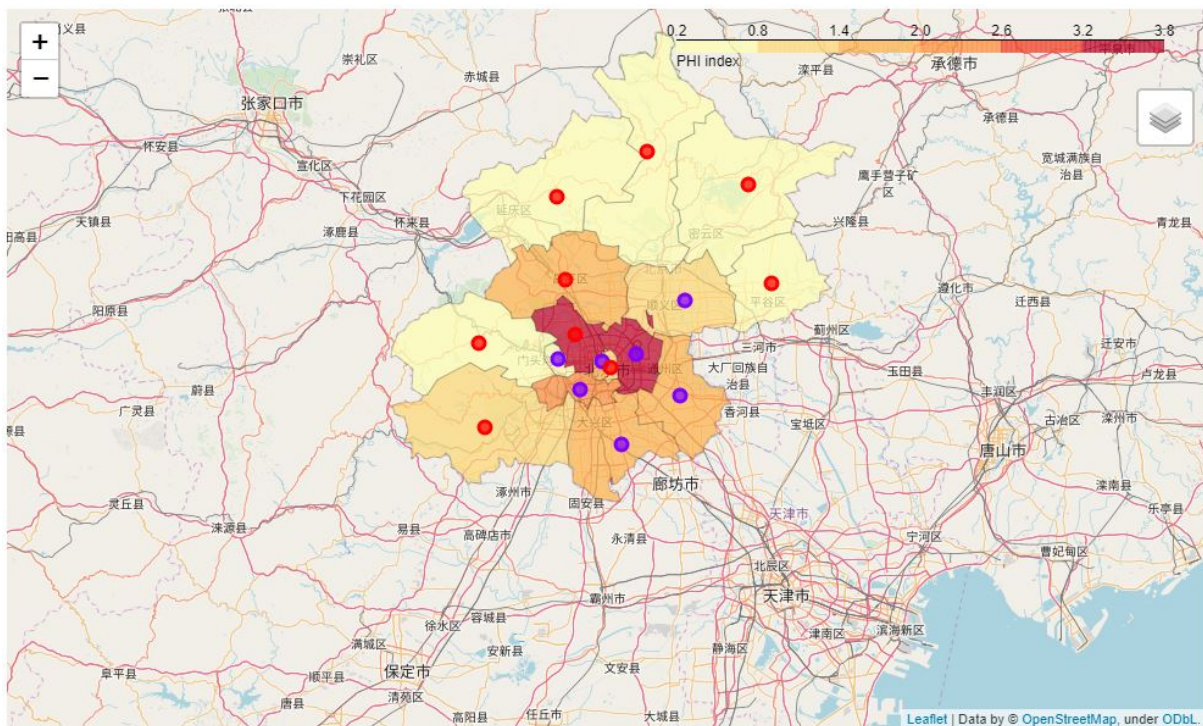 +
−
0.2 0.8 1.4 2.0 2.6 3.2 3.8
PHI index
崇礼区
赤城县
滦平县
承德市
张家口市
承德县
怀安县
宣化区
宽城满族自
治县
鹰手营子矿
区
下花园区
怀来县
天镇县
延庆区
兴隆县
青龙县
涿鹿县
密云区
阳高县
北京市
遵化市
平谷区
顺义区
迁西县
阳原县
蓟州区
三河市
迁安市
大厂回族自
治县
玉田县
卢龙县
通州区
蔚县
丰润区
广灵县
香河县
古冶区
滦州市
大兴区
宝坻区
唐山市
廊坊市
涿州市
滦南县
灵丘县
固安县
乐亭县
涞源县
天津市
易县
高碑店市
永清县
宁河区
曹妃甸区
北辰区
霸州市
天津市
容城县
徐水区
津南区
滨海新区
满城区
安新县
静海区
文安县
保定市
阜平县
顺平县
清苑区
唐县
高阳县
任丘市
大城县
Leaflet | Data by © OpenStreetMap, under ODbL.